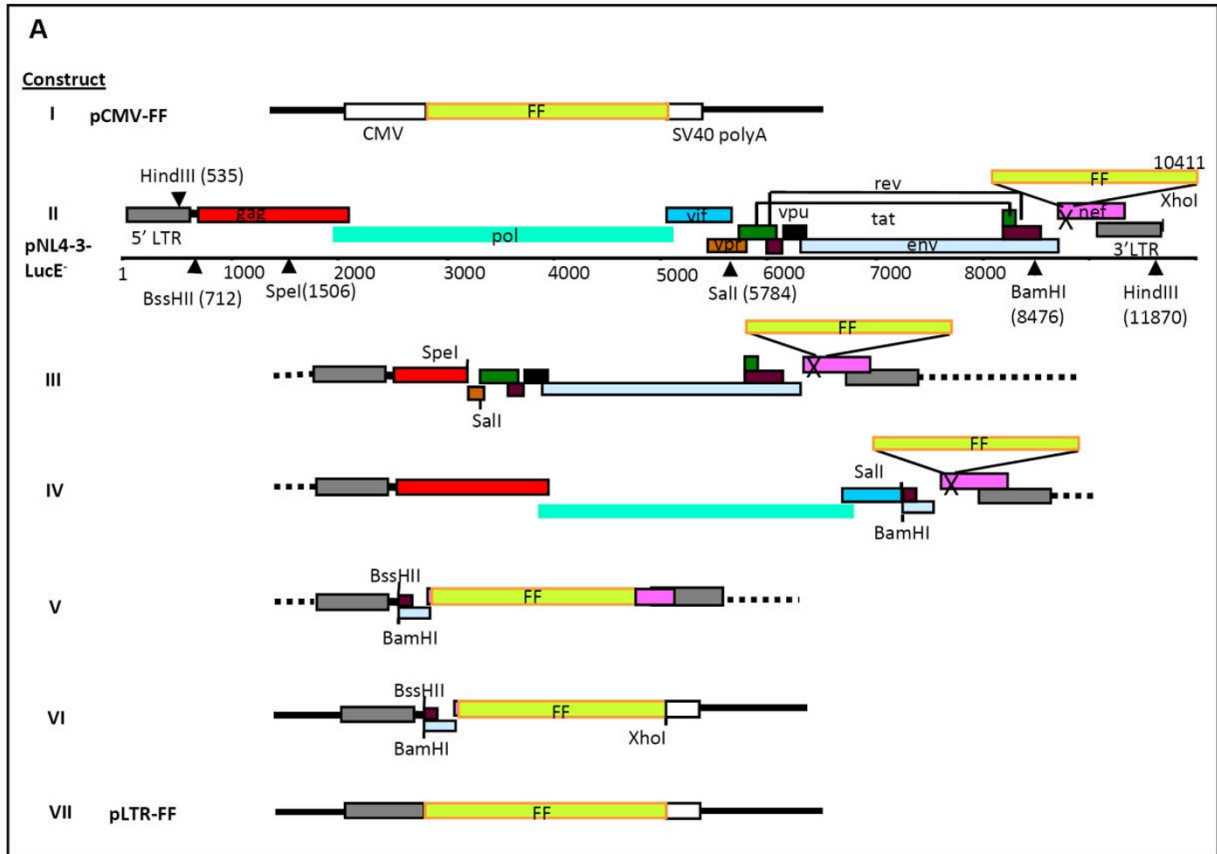 A
Construct
I pCMV-FF
FF
CMV
SV40 polyA
HindIII (535)
10411
FF
rev
XhoI
II
gag
vif
vpu
tat
nef
X
5' LTR
pol
vpr
env
3'LTR
pNL4-3-
LucE-
1 1000 2000 3000 4000 5000 6000 7000 8000
BssHII (712)
SpeI(1506)
SalI (5784)
BamHI
(8476)
HindIII
(11870)
FF
III
SpeI
X
SalI
FF
IV
SalI
X
BamHI
V
BssHII
FF
BamHI
VI
BssHII
FF
BamHI
XhoI
VII pLTR-FF
FF